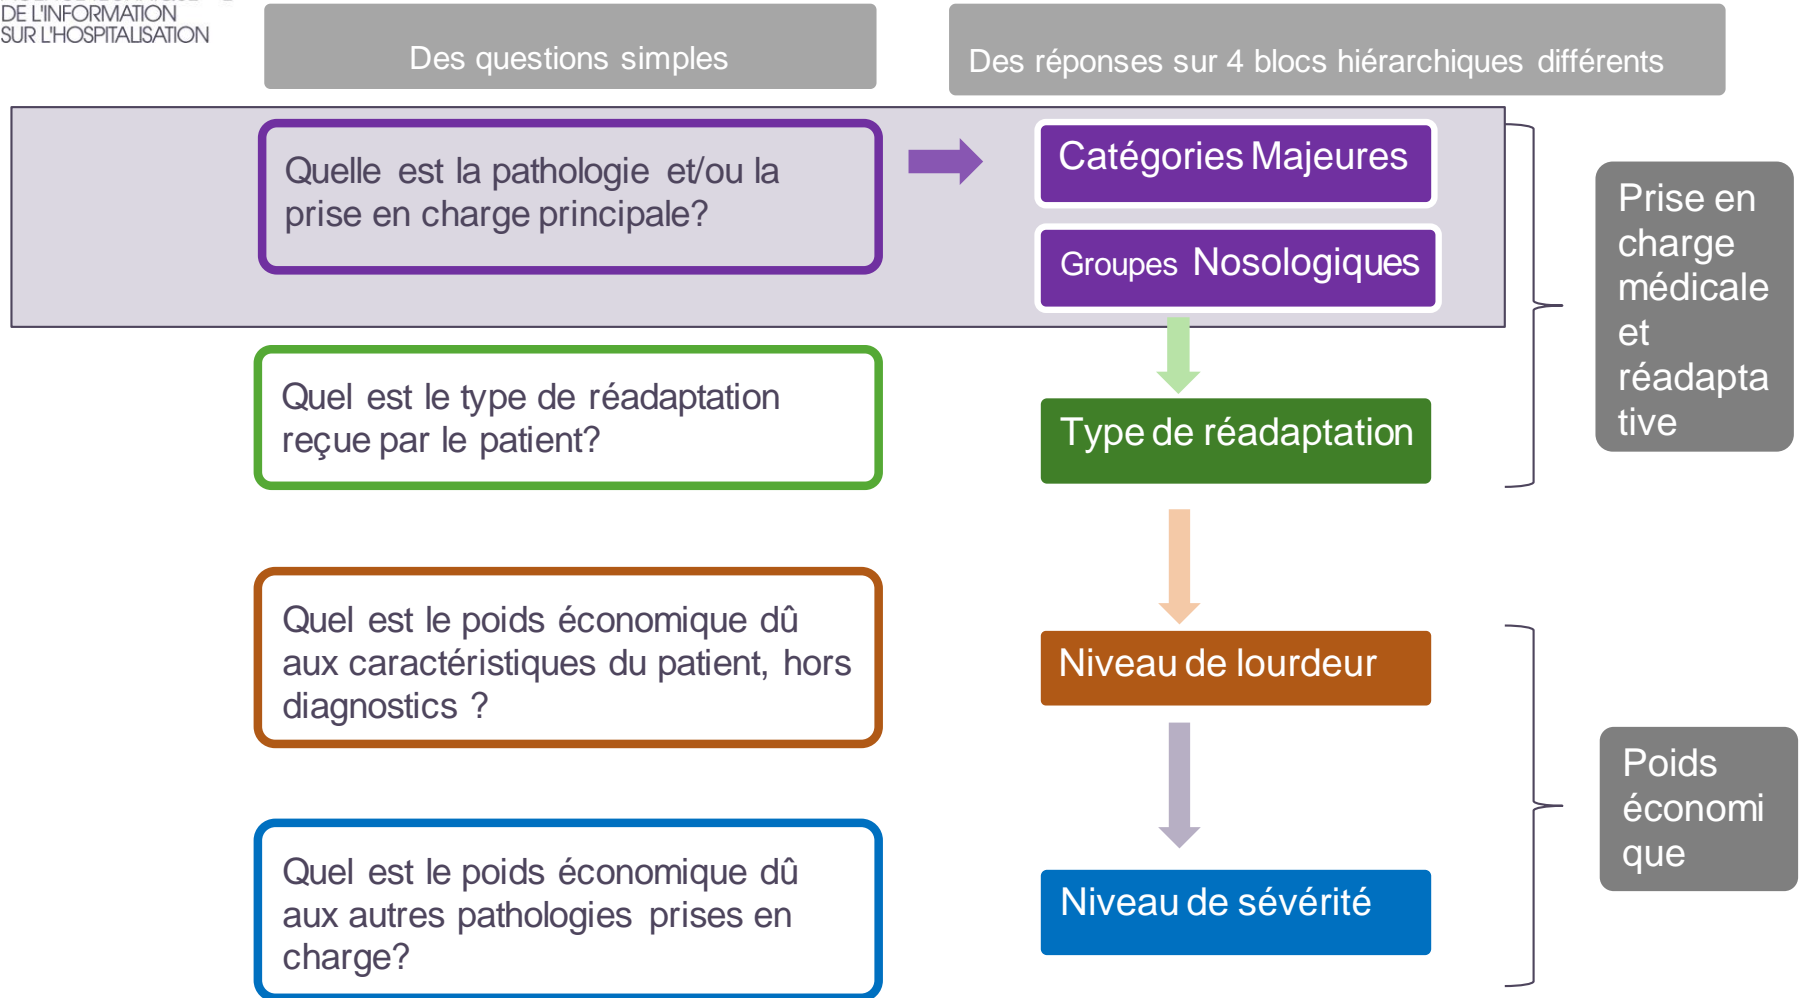 DE L'INFORMATION
SUR L'HOSPITALISATION
Des questions simples
Des réponses sur 4 blocs hiérarchiques différents
Quelle est la pathologie et/ou la
prise en charge principale?
Catégories Majeures
Groupes Nosologiques
Prise en
charge
médicale
et
réadapta
tive
Quel est le type de réadaptation
reçue par le patient?
Type de réadaptation
Quel est le poids économique dû
aux caractéristiques du patient, hors
diagnostics ?
Niveau de lourdeur
Poids
économi
que
Quel est le poids économique dû
aux autres pathologies prises en
charge?
Niveau de sévérité